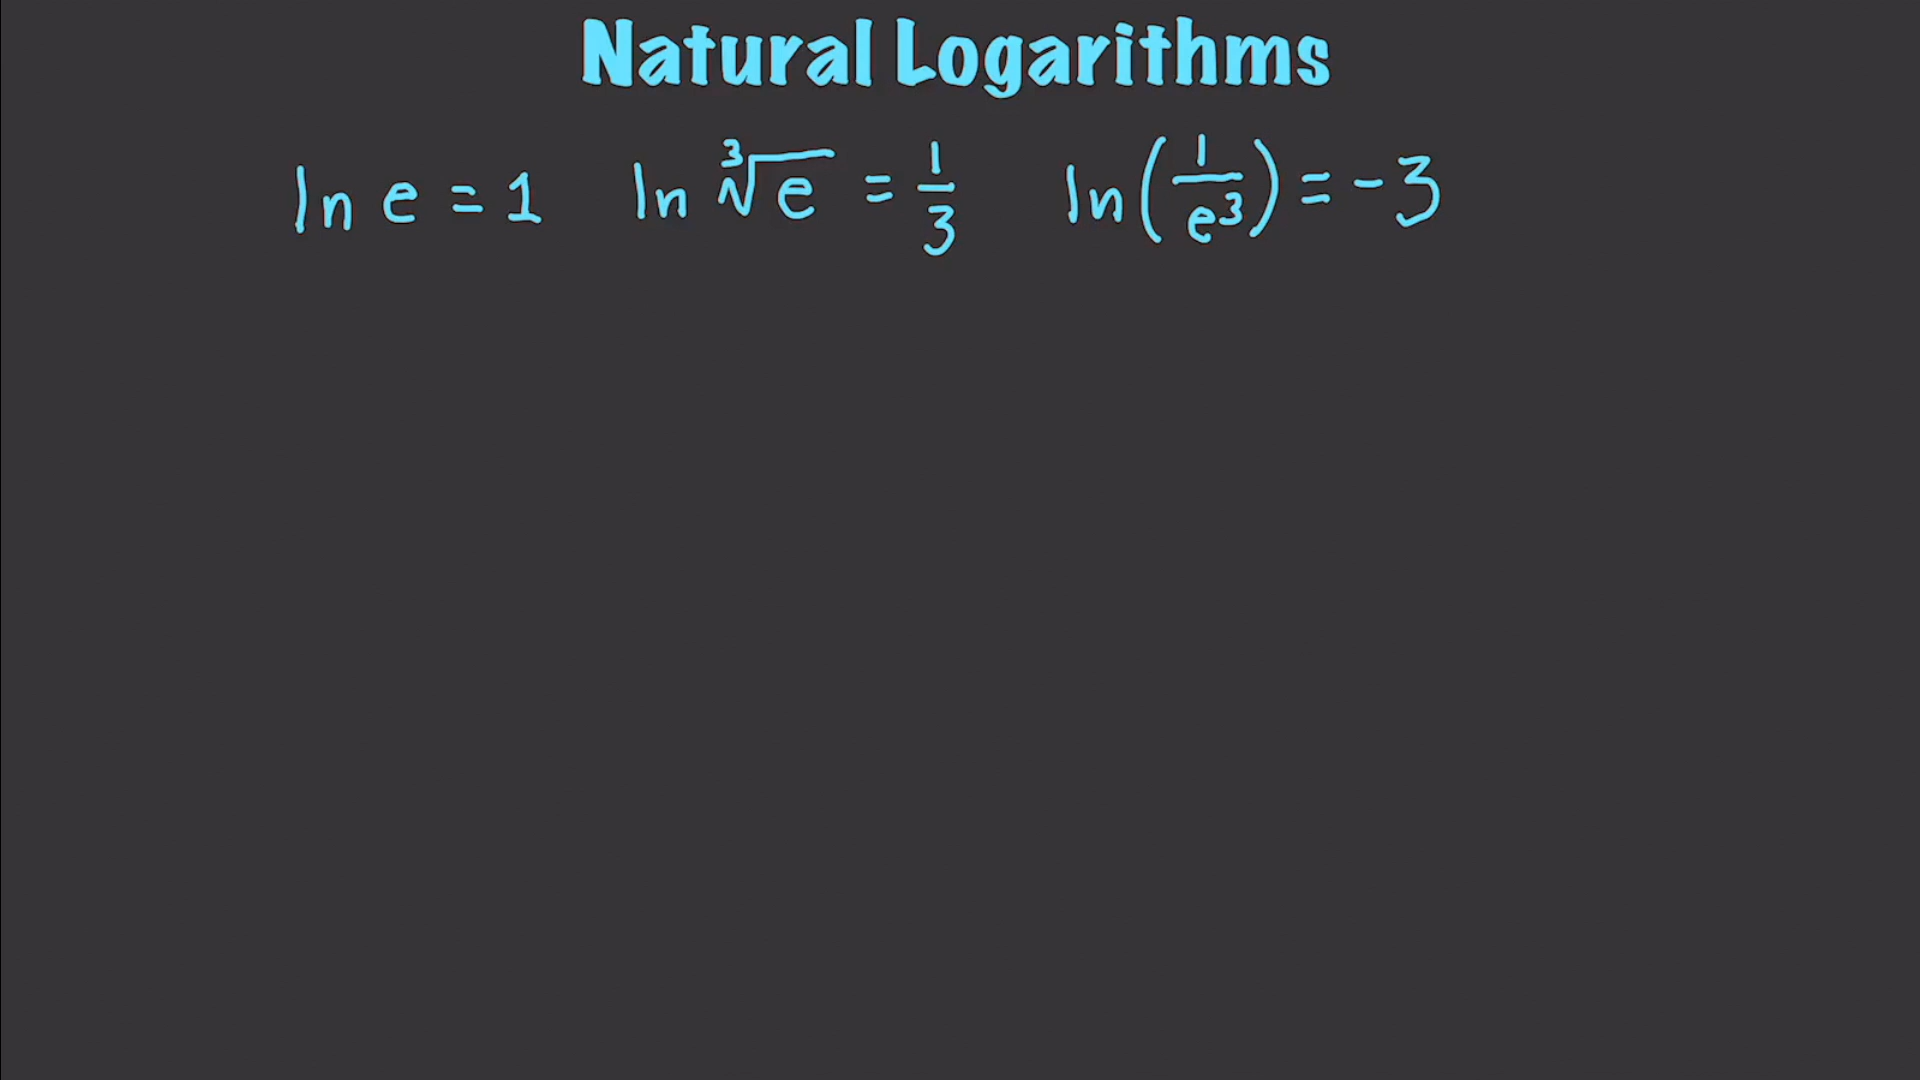 Natural Logarithms
ln e = 1   ln ∛e = 1/3   ln(1/e³) = -3